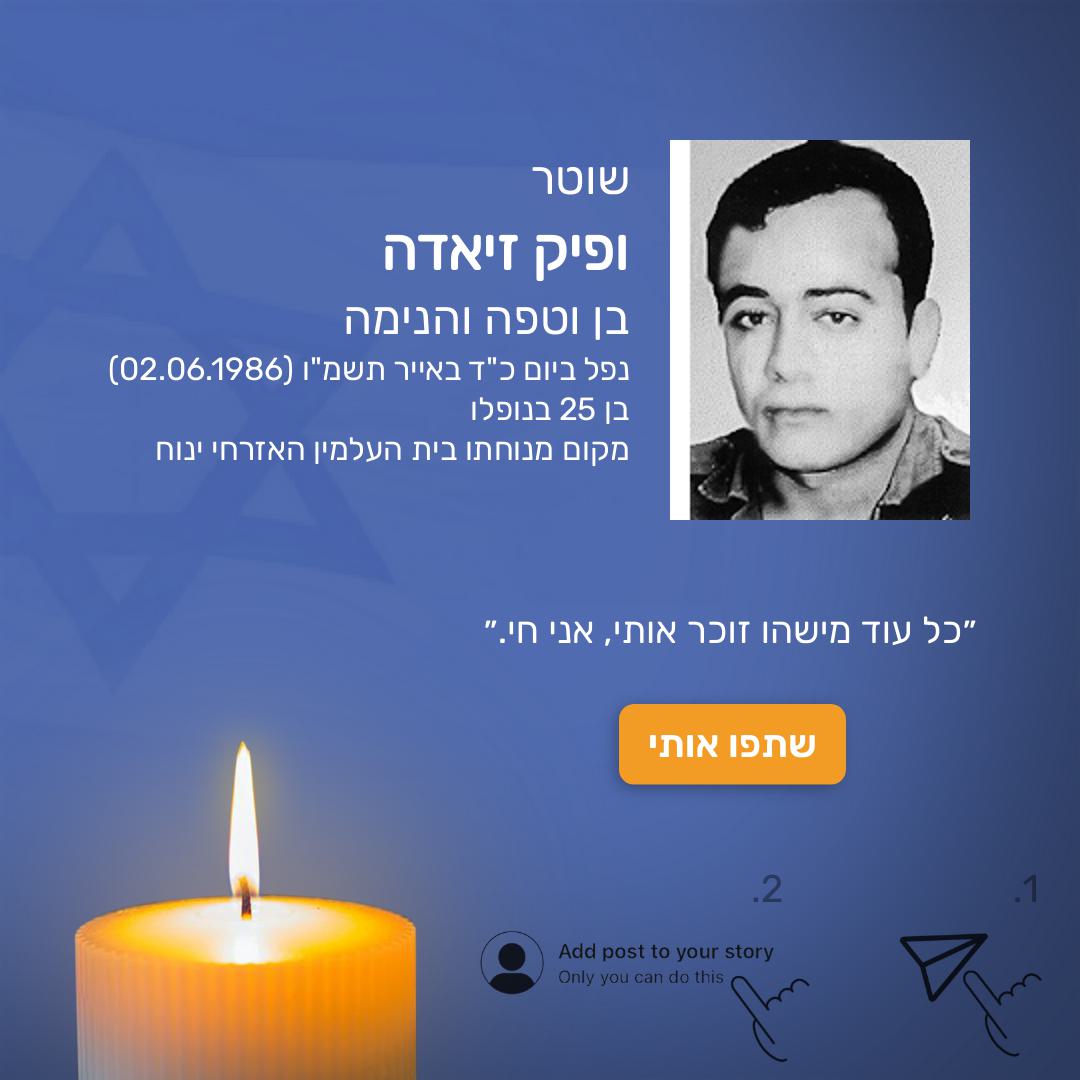 שוטר
ופיק זיאדה
בן וטפה והנימה
נפל ביום כ"ד באייר תשמ"ו (02.06.1986)
בן 25 בנופלו
מקום מנוחתו בית העלמין האזרחי ינוח
״כל עוד מישהו זוכר אותי, אני חי.״
שתפו אותי
1.
2.
Add post to your story
Only you can do this